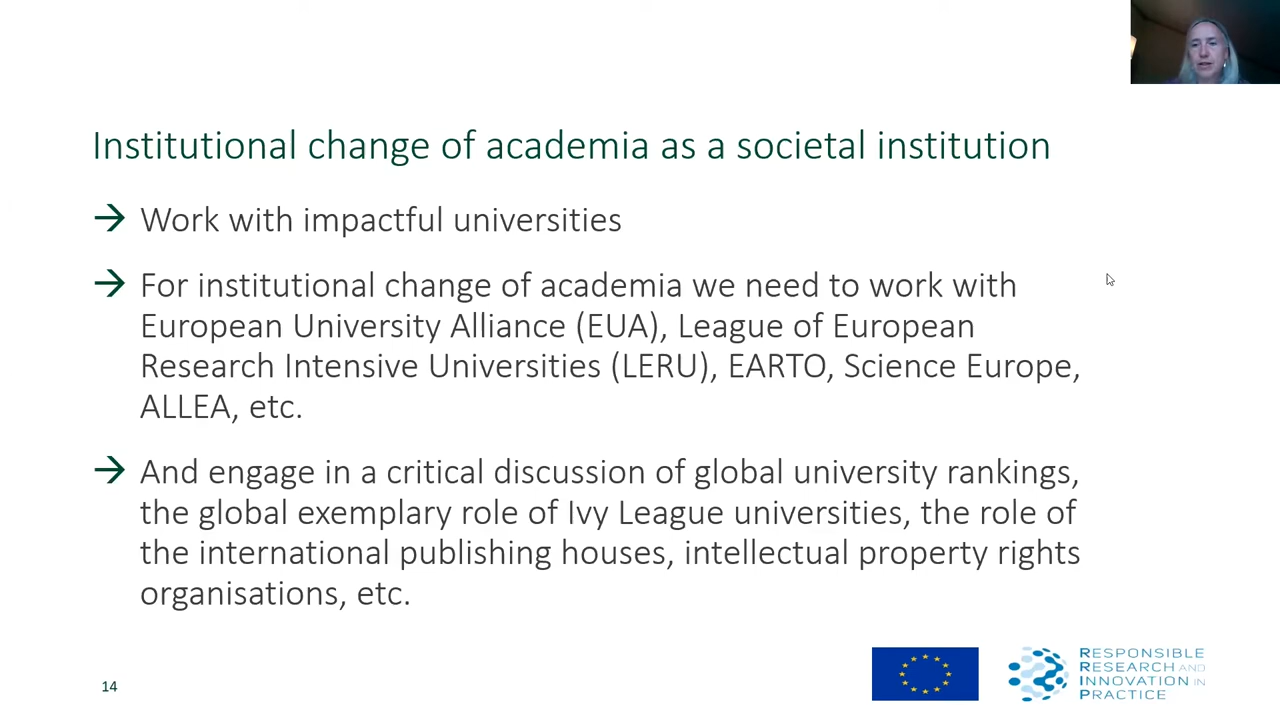 Institutional change of academia as a societal institution
→ Work with impactful universities
→ For institutional change of academia we need to work with
European University Alliance (EUA), League of European
Research Intensive Universities (LERU), EARTO, Science Europe,
ALLEA, etc.
→ And engage in a critical discussion of global university rankings,
the global exemplary role of Ivy League universities, the role of
the international publishing houses, intellectual property rights
organisations, etc.
14
RESPONSIBLE
RESEARCH AND
INNOVATION IN
PRACTICE